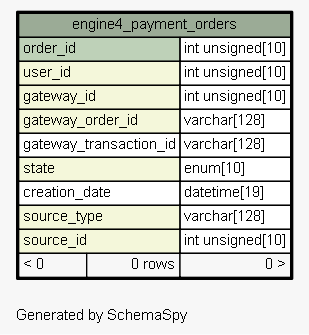 engine4_payment_orders
order_id int unsigned[10]
user_id int unsigned[10]
gateway_id int unsigned[10]
gateway_order_id varchar[128]
gateway_transaction_id varchar[128]
state enum[10]
creation_date datetime[19]
source_type varchar[128]
source_id int unsigned[10]
< 0 0 rows 0 >
Generated by SchemaSpy